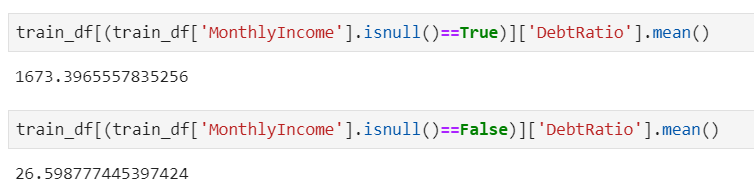 train_df[(train_df['MonthlyIncome'].isnull()==True)]['DebtRatio'].mean()
1673.3965557835256
train_df[(train_df['MonthlyIncome'].isnull()==False)]['DebtRatio'].mean()
26.598777445397424